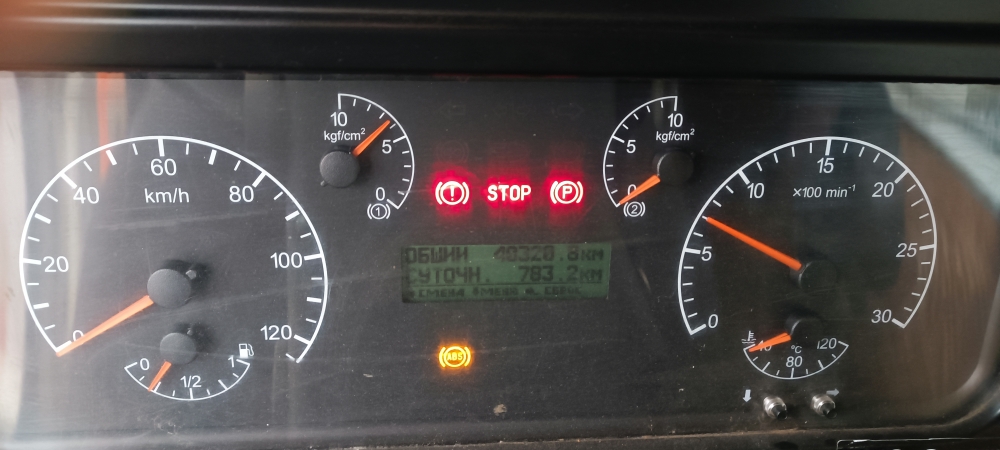 0 20 40 60 80 100 120
km/h
0 1/2 1
10 5 0
kgf/cm²
(1)
(!) STOP (P)
10 5 0
kgf/cm²
(2)
0 5 10 15 20 25 30
×100 min⁻¹
ОБЩИЙ 40320.8км
СУТОЧН. 783.2км
ABS
40 80 120
°C